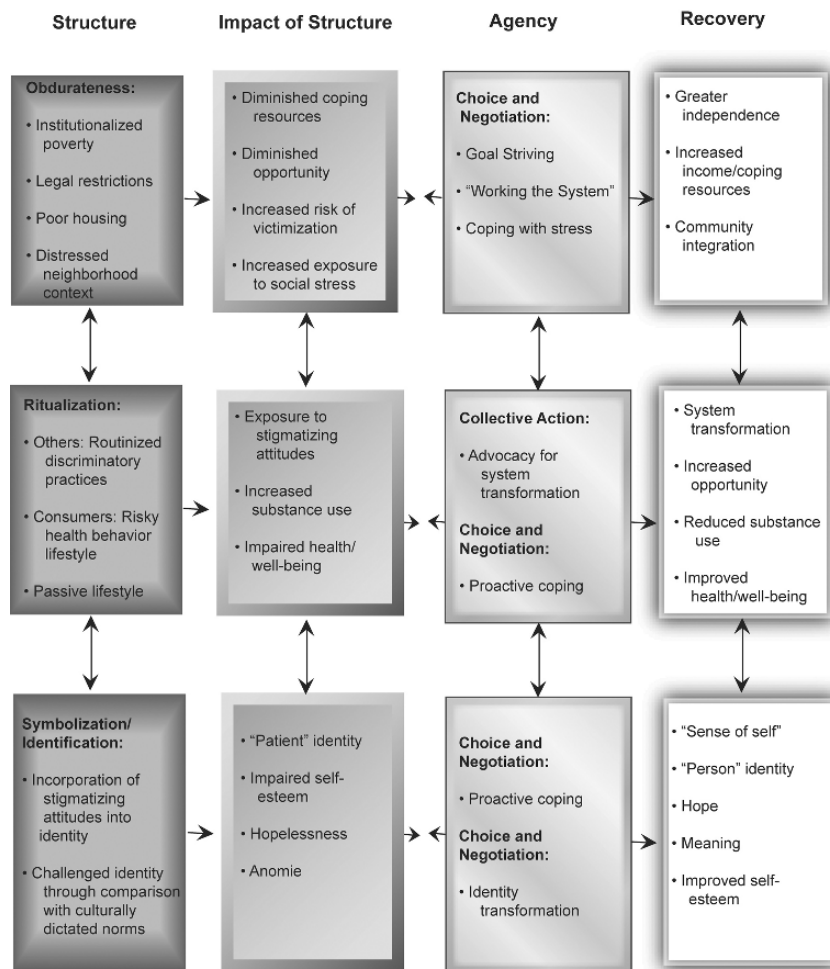 Structure
Impact of Structure
Agency
Recovery
Obdurateness:
• Institutionalized
poverty
• Legal restrictions
• Poor housing
• Distressed
neighborhood
context
• Diminished coping
resources
• Diminished
opportunity
• Increased risk of
victimization
• Increased exposure
to social stress
Choice and
Negotiation:
• Goal Striving
• “Working the System”
• Coping with stress
• Greater
independence
• Increased
income/coping
resources
• Community
integration
Ritualization:
• Others: Routinized
discriminatory
practices
• Consumers: Risky
health behavior
lifestyle
• Passive lifestyle
• Exposure to
stigmatizing
attitudes
• Increased
substance use
• Impaired health/
well-being
Collective Action:
• Advocacy for
system
transformation
Choice and
Negotiation:
• Proactive coping
• System
transformation
• Increased
opportunity
• Reduced substance
use
• Improved
health/well-being
Symbolization/
Identification:
• Incorporation of
stigmatizing
attitudes into
identity
• Challenged identity
through comparison
with culturally
dictated norms
• “Patient” identity
• Impaired self-
esteem
• Hopelessness
• Anomie
Choice and
Negotiation:
• Proactive coping
Choice and
Negotiation:
• Identity
transformation
• “Sense of self”
• “Person” identity
• Hope
• Meaning
• Improved self-
esteem